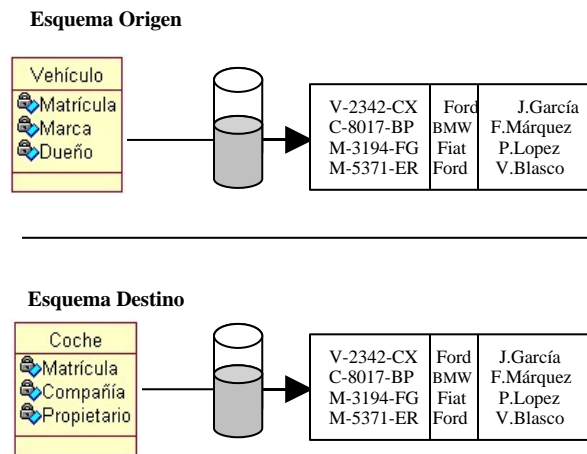 Esquema Origen
Vehículo
Matrícula
Marca
Dueño
V-2342-CX Ford J.García
C-8017-BP BMW F.Márquez
M-3194-FG Fiat P.Lopez
M-5371-ER Ford V.Blasco
Esquema Destino
Coche
Matrícula
Compañía
Propietario
V-2342-CX Ford J.García
C-8017-BP BMW F.Márquez
M-3194-FG Fiat P.Lopez
M-5371-ER Ford V.Blasco